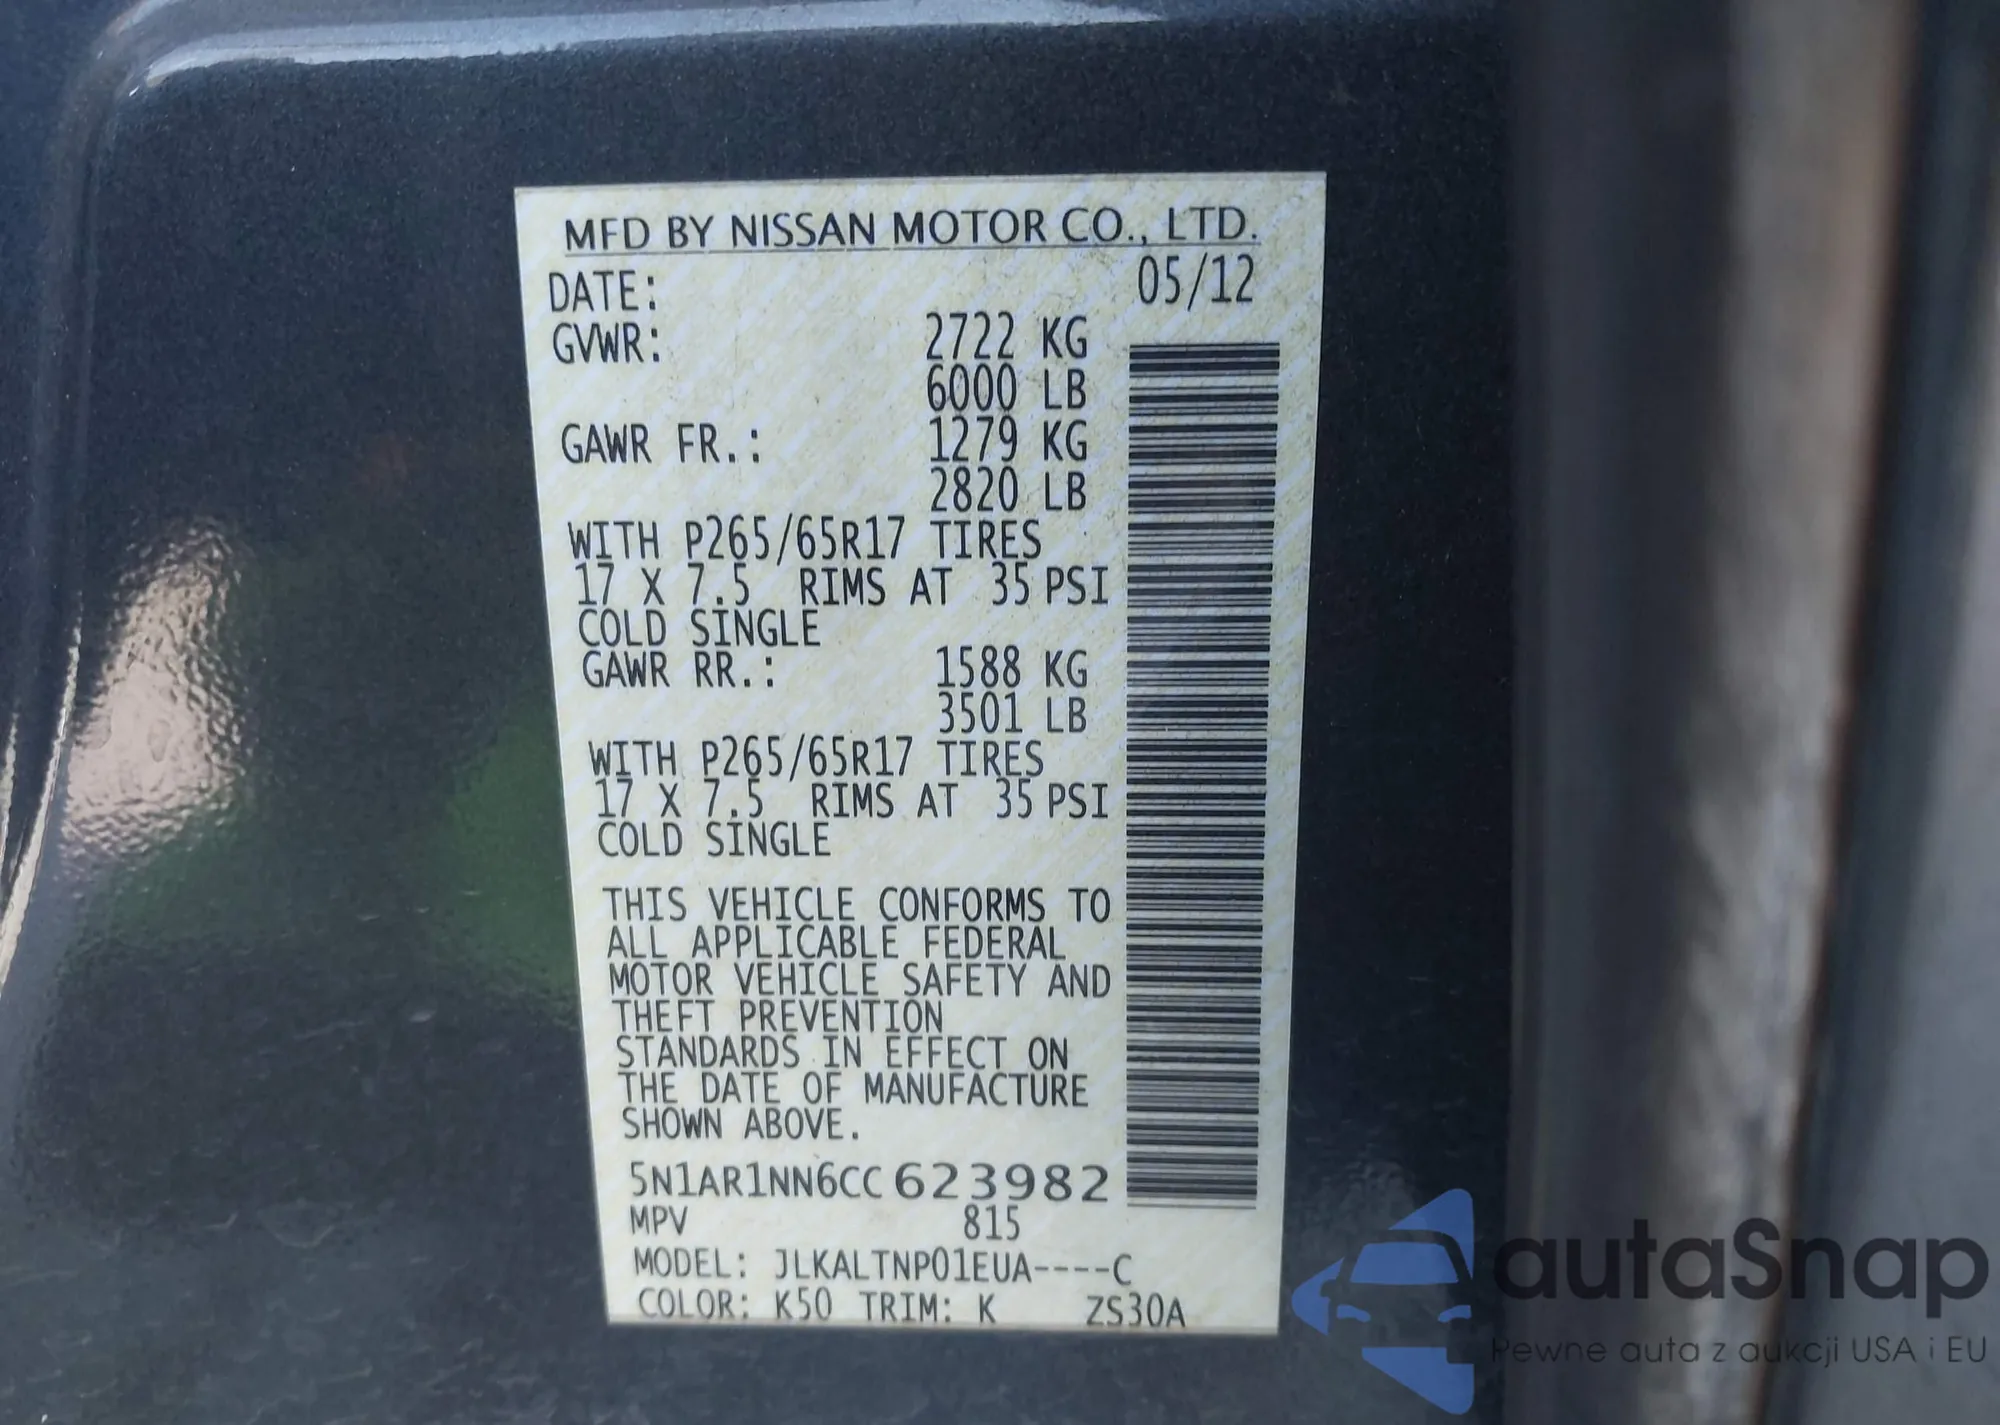 MFD BY NISSAN MOTOR CO., LTD.
DATE: 05/12
GVWR: 2722 KG
6000 LB
GAWR FR.: 1279 KG
2820 LB
WITH P265/65R17 TIRES
17 X 7.5 RIMS AT 35 PSI
COLD SINGLE
GAWR RR.: 1588 KG
3501 LB
WITH P265/65R17 TIRES
17 X 7.5 RIMS AT 35 PSI
COLD SINGLE
THIS VEHICLE CONFORMS TO
ALL APPLICABLE FEDERAL
MOTOR VEHICLE SAFETY AND
THEFT PREVENTION
STANDARDS IN EFFECT ON
THE DATE OF MANUFACTURE
SHOWN ABOVE.
5N1AR1NN6CC623982
MPV 815
MODEL: JLKALTNP01EUA----C
COLOR: K50 TRIM: K ZS30A
autaSnap
Pewne auta z aukcji USA i EU